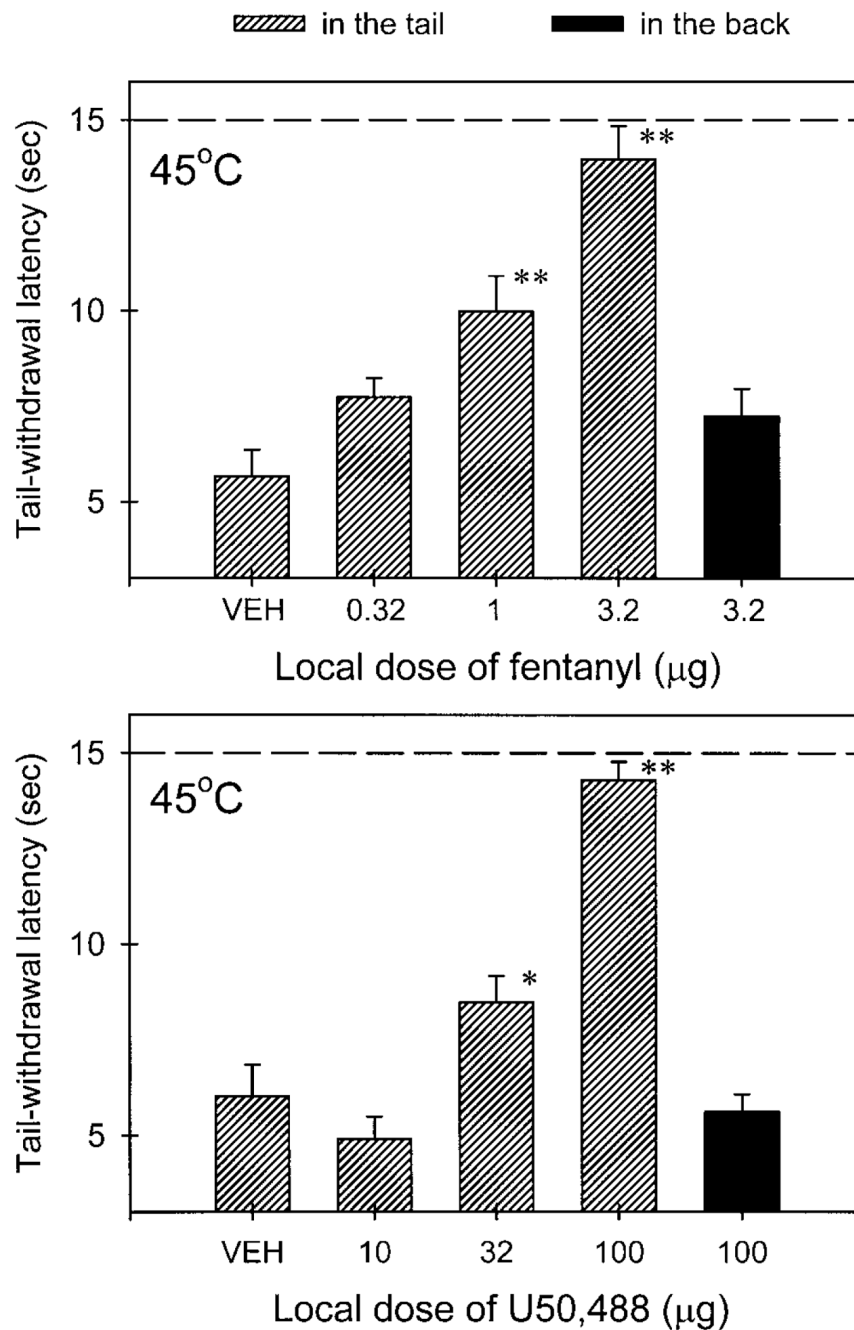 in the tail in the back
Tail-withdrawal latency (sec)
15
10
5
45°C
**
**
VEH 0.32 1 3.2 3.2
Local dose of fentanyl (μg)
Tail-withdrawal latency (sec)
15
10
5
45°C
**
*
VEH 10 32 100 100
Local dose of U50,488 (μg)